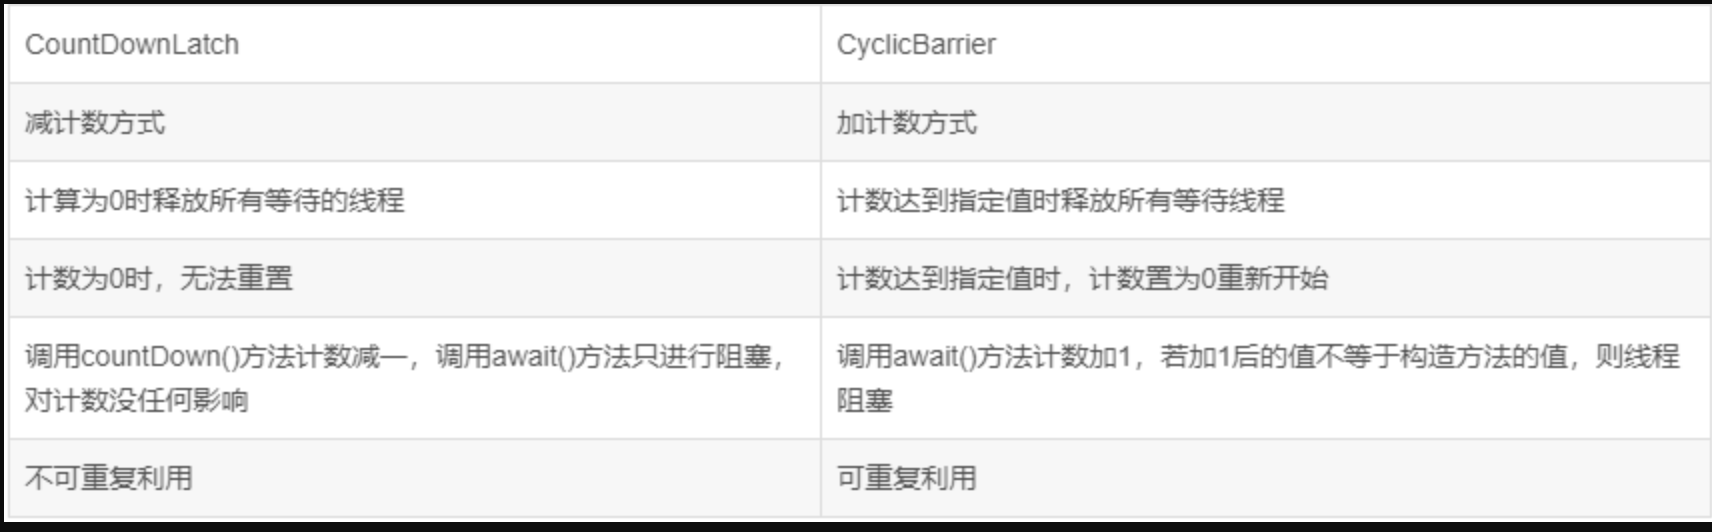 CountDownLatch
CyclicBarrier
减计数方式
加计数方式
计算为0时释放所有等待的线程
计数达到指定值时释放所有等待线程
计数为0时，无法重置
计数达到指定值时，计数置为0重新开始
调用countDown()方法计数减一，调用await()方法只进行阻塞，
对计数没任何影响
调用await()方法计数加1，若加1后的值不等于构造方法的值，则线程
阻塞
不可重复利用
可重复利用